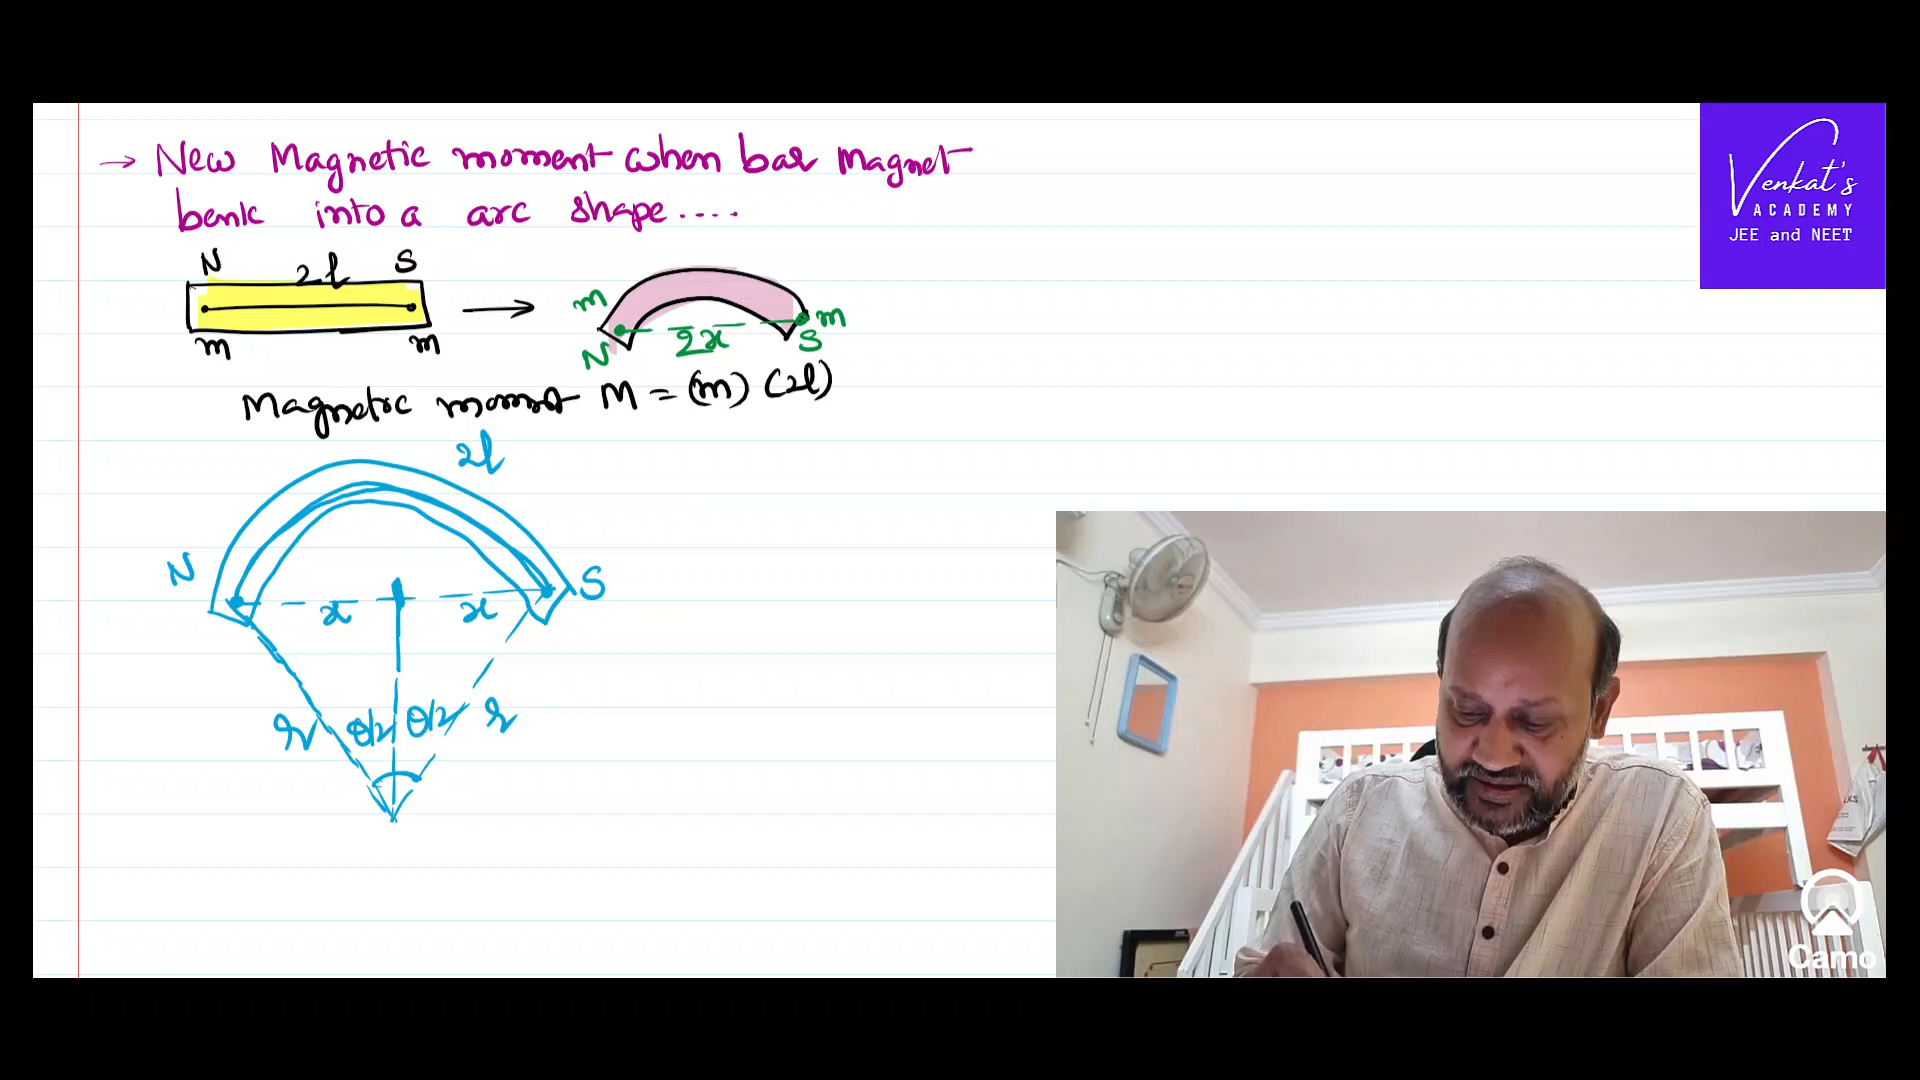 → New Magnetic moment when bar magnet
benk into a arc shape....
N 2l S
m m
m m
N 2x S
Magnetic moment M = (m) (2l)
2l
N S
x x
r θ/2 θ/2 r
Venkat's
ACADEMY
JEE and NEET
Camo